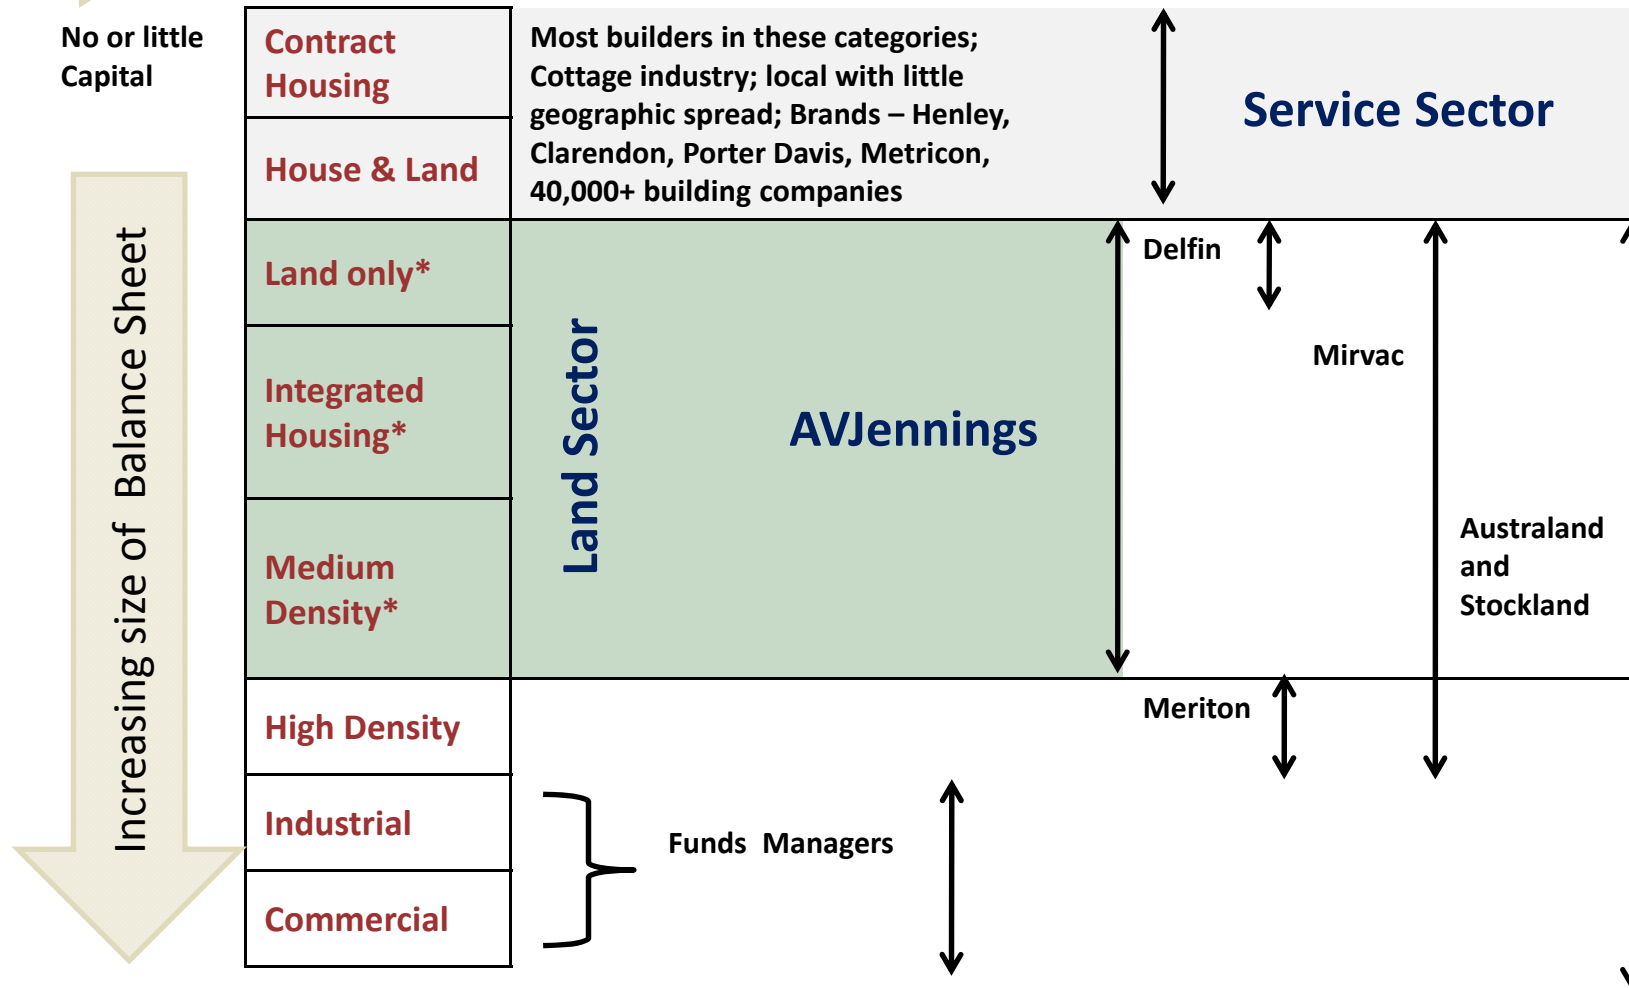 No or little
Capital
Increasing size of Balance Sheet
Contract
Housing
Most builders in these categories;
Cottage industry; local with little
geographic spread; Brands – Henley,
Clarendon, Porter Davis, Metricon,
40,000+ building companies
Service Sector
House & Land
Land only*
Integrated
Housing*
Medium
Density*
Land Sector
AVJennings
Delfin
Mirvac
Australand
and
Stockland
High Density
Meriton
Industrial
Funds Managers
Commercial